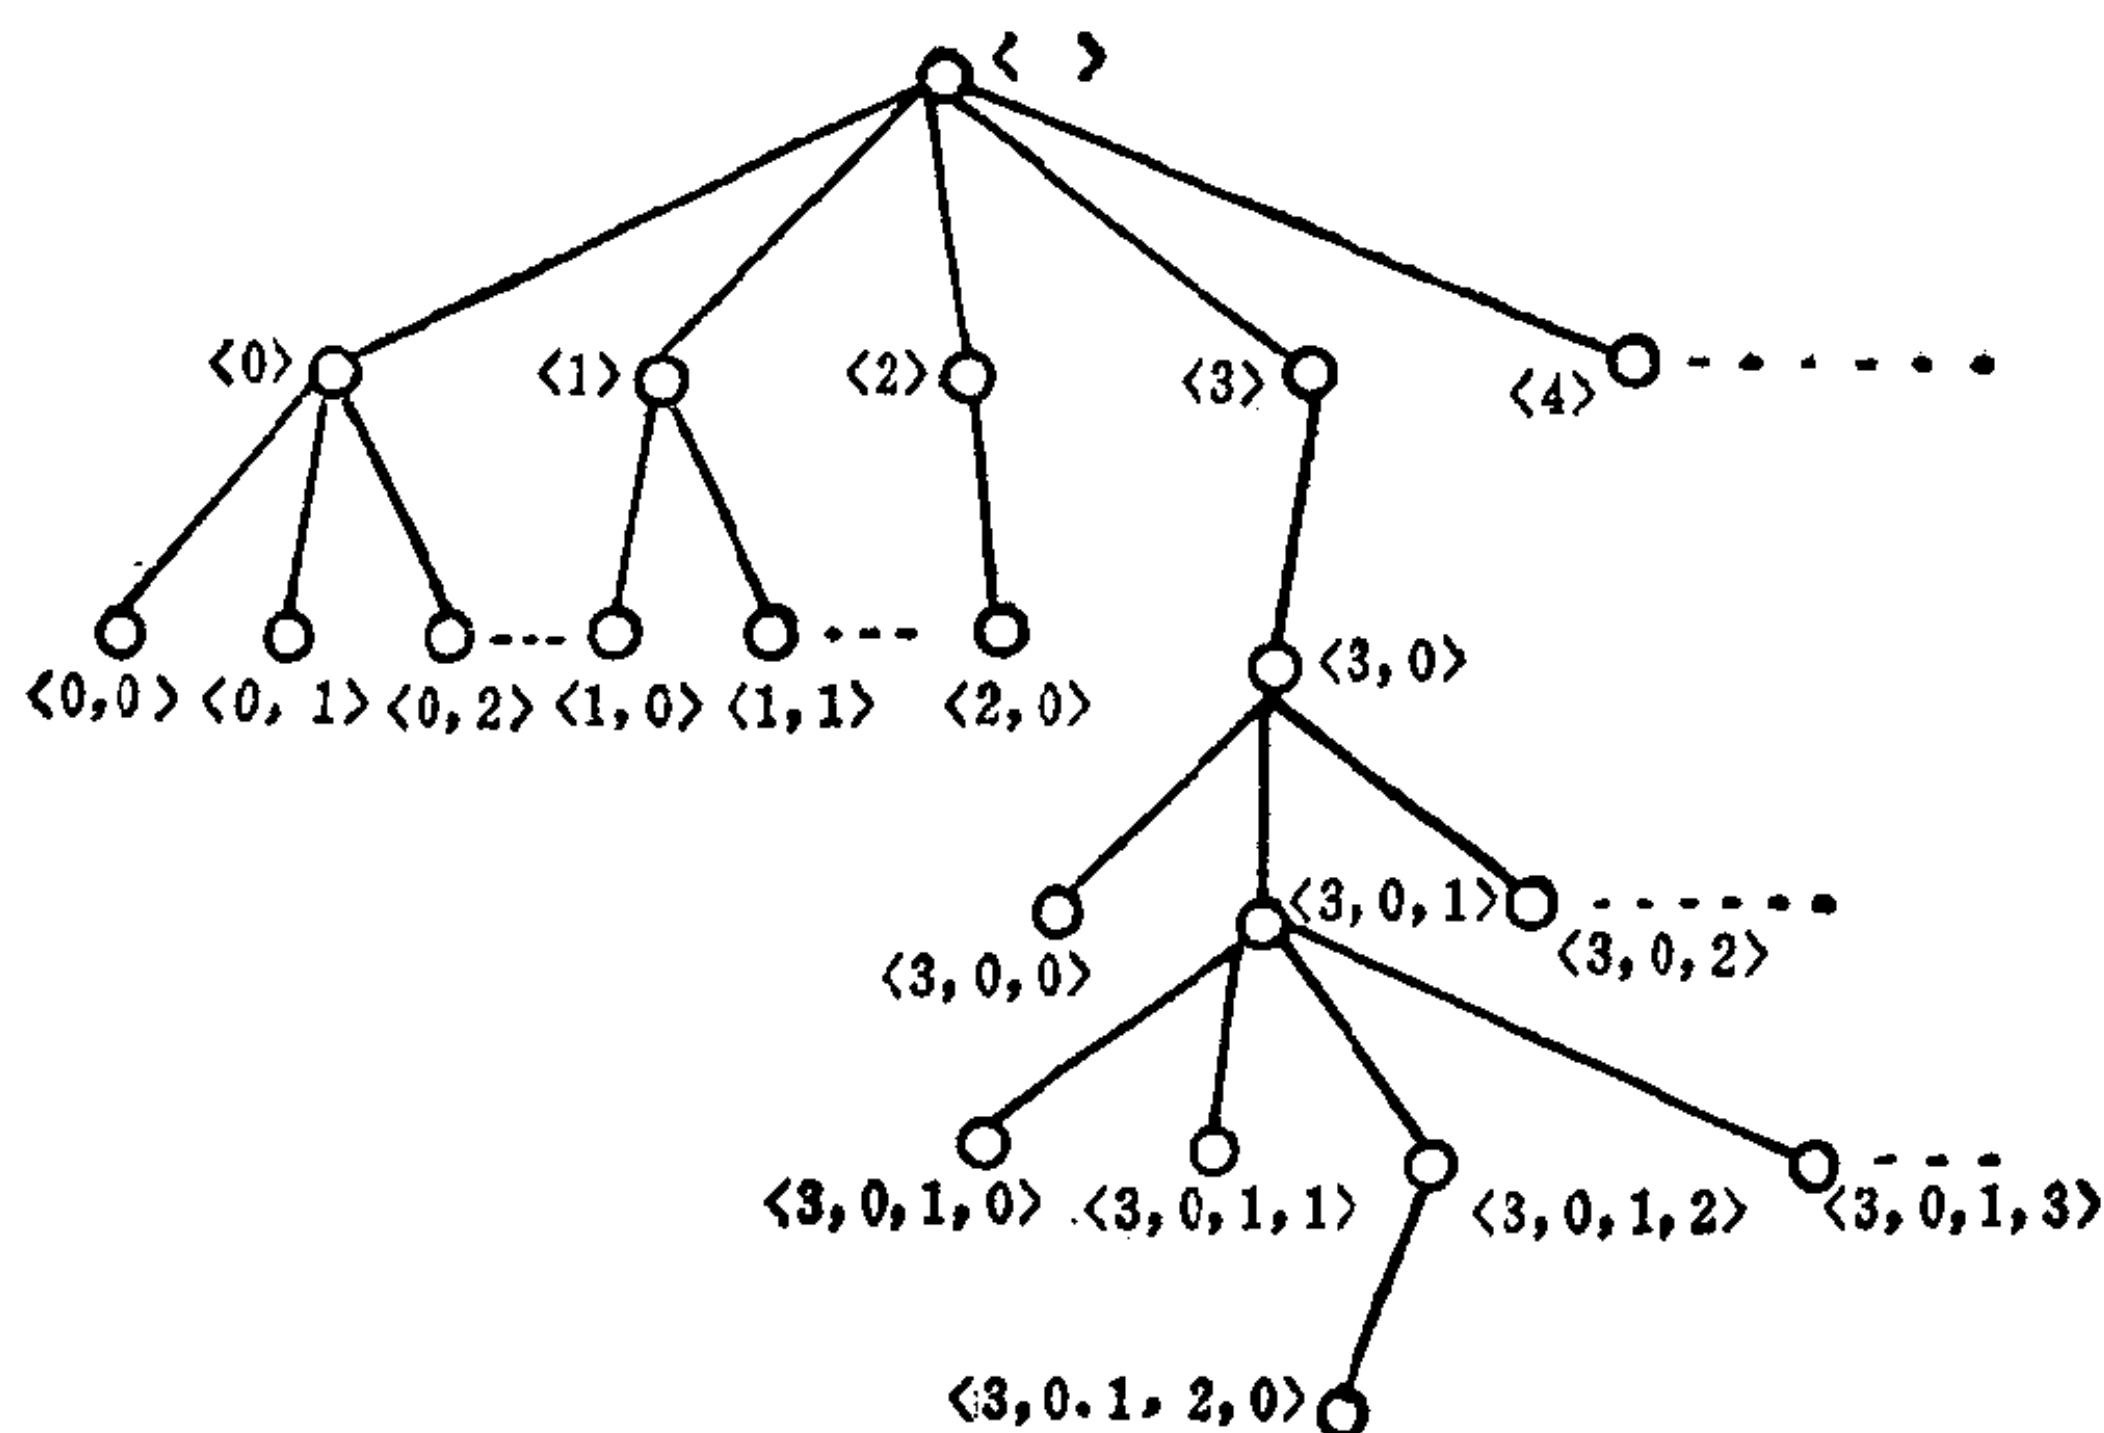 < >
<0> <1> <2> <3> <4>
<0,0> <0,1> <0,2> <1,0> <1,1> <2,0> <3,0>
<3,0,0> <3,0,1> <3,0,2>
<3,0,1,0> <3,0,1,1> <3,0,1,2> <3,0,1,3>
<3,0.1,2,0>